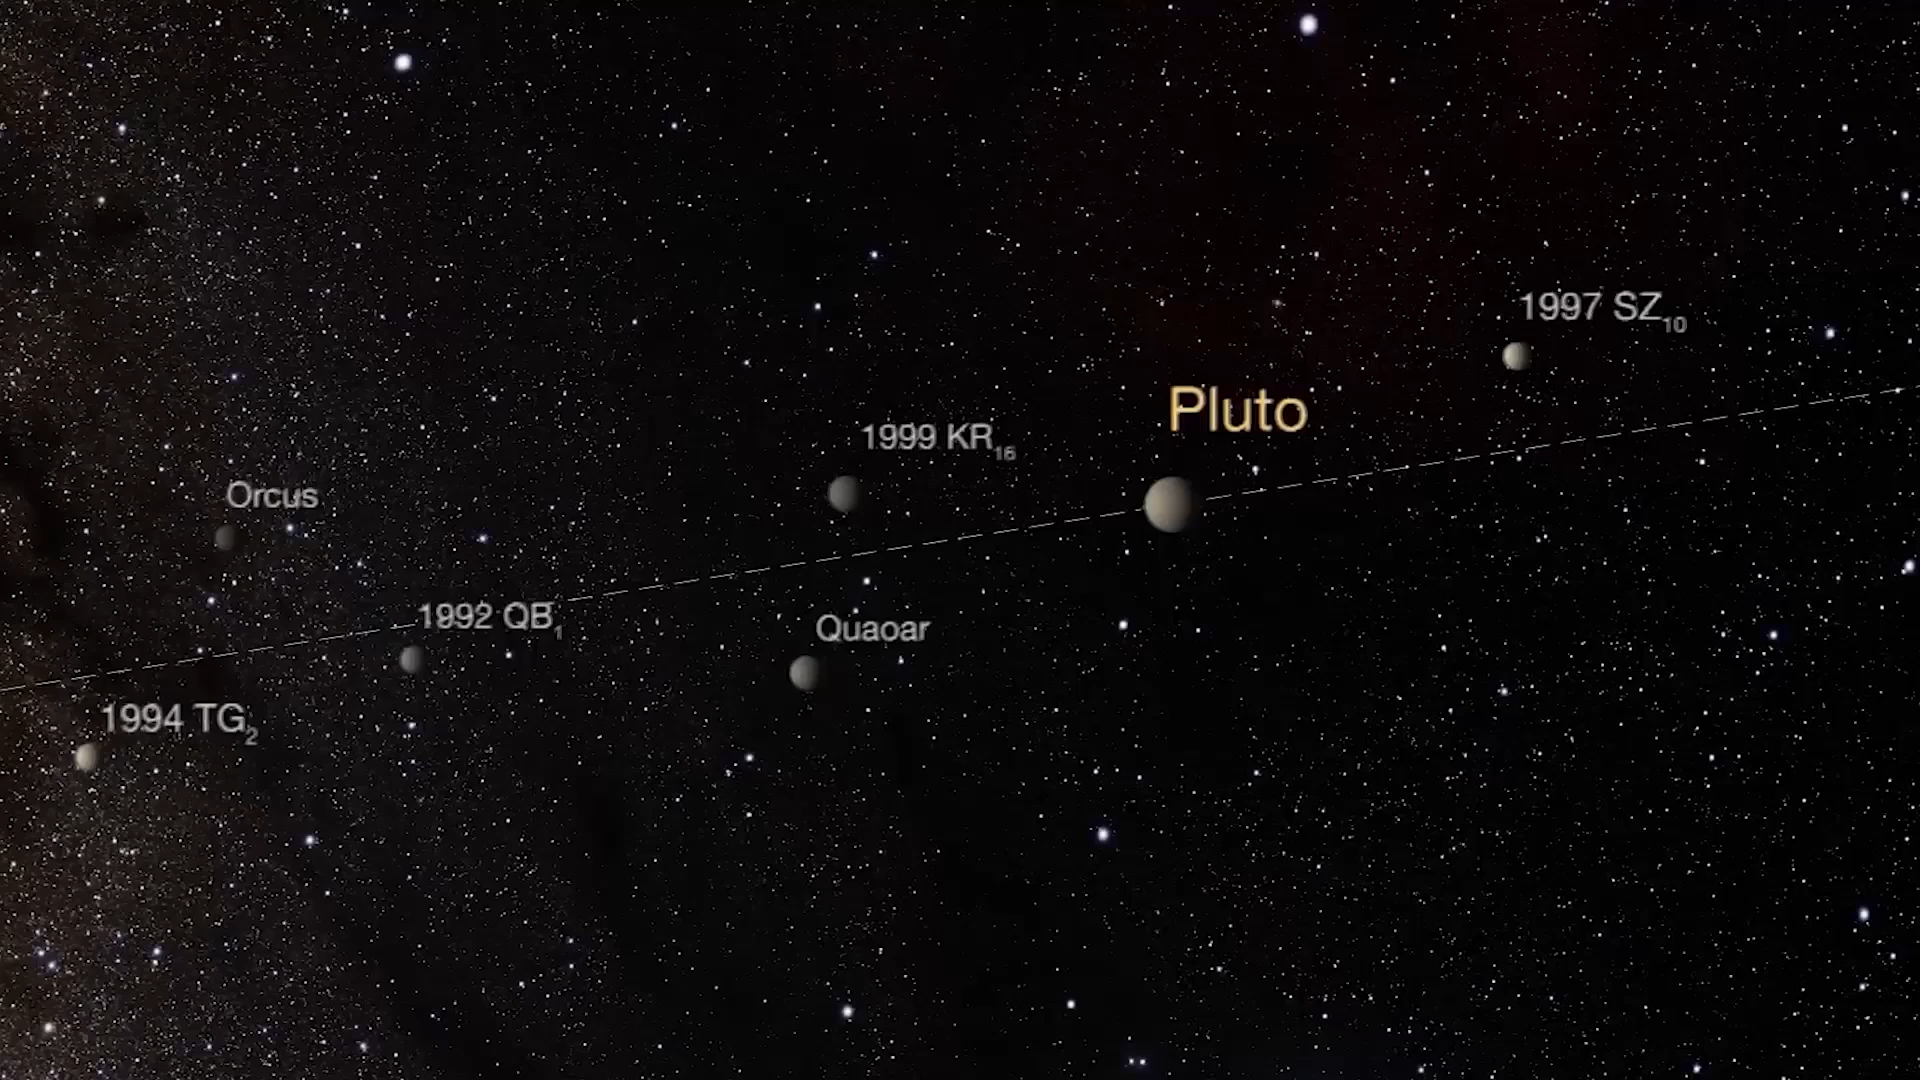 1997 SZ₁₀
Pluto
1999 KR₁₆
Orcus
1992 QB₁
Quaoar
1994 TG₂